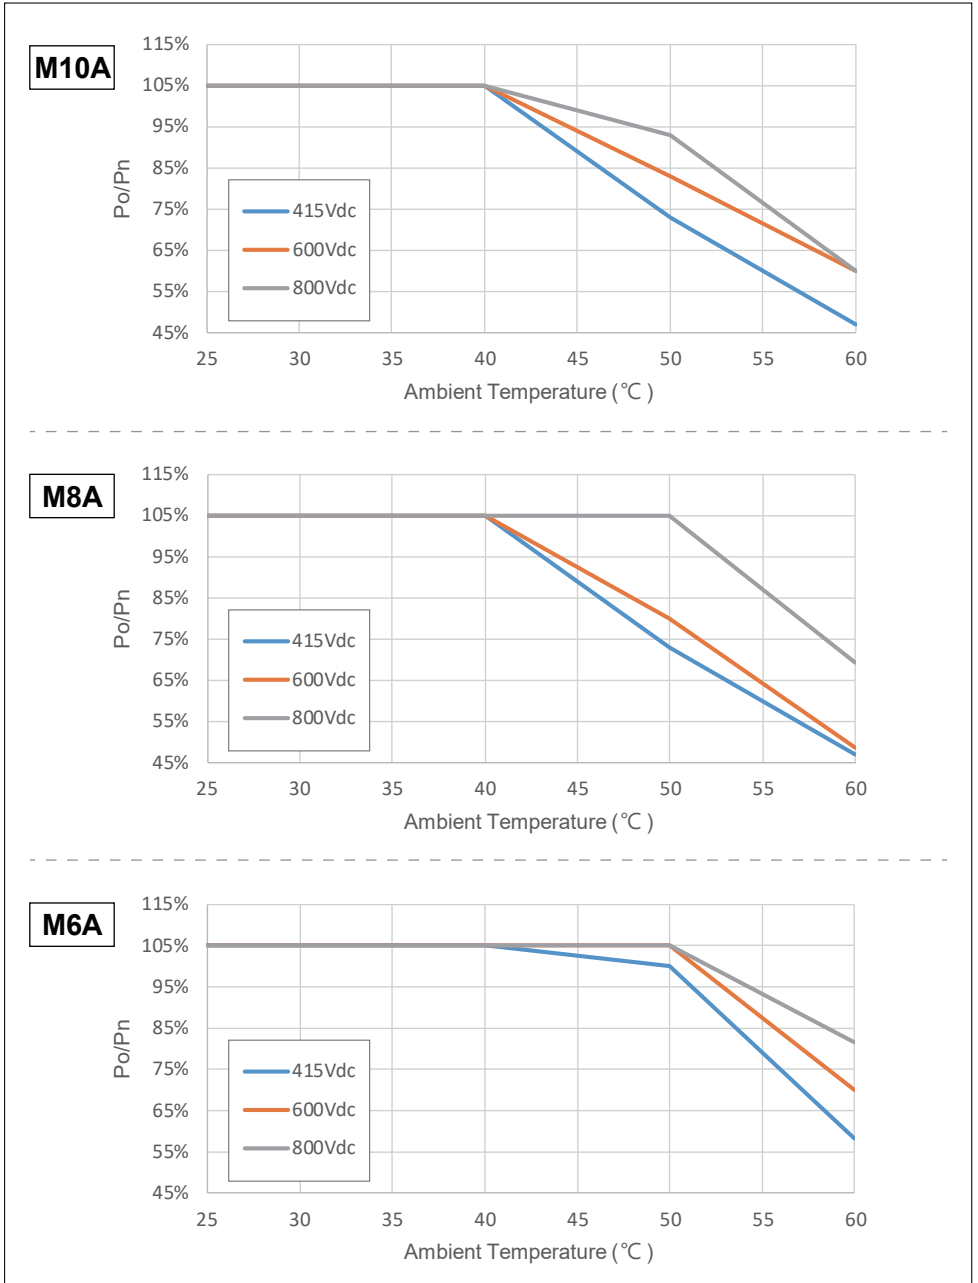 M10A
115%
105%
95%
85%
75%
65%
55%
45%
Po/Pn
415Vdc
600Vdc
800Vdc
25 30 35 40 45 50 55 60
Ambient Temperature (℃ )
M8A
115%
105%
95%
85%
75%
65%
55%
45%
Po/Pn
415Vdc
600Vdc
800Vdc
25 30 35 40 45 50 55 60
Ambient Temperature (℃ )
M6A
115%
105%
95%
85%
75%
65%
55%
45%
Po/Pn
415Vdc
600Vdc
800Vdc
25 30 35 40 45 50 55 60
Ambient Temperature (℃ )